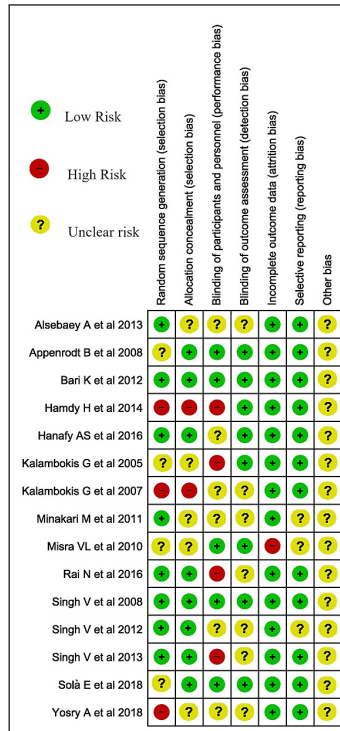 + Low Risk
− High Risk
? Unclear risk
Random sequence generation (selection bias)
Allocation concealment (selection bias)
Blinding of participants and personnel (performance bias)
Blinding of outcome assessment (detection bias)
Incomplete outcome data (attrition bias)
Selective reporting (reporting bias)
Other bias
Alsebaey A et al 2013 + ? ? ? + + ?
Appenrodt B et al 2008 ? + + + + + ?
Bari K et al 2012 + + + + + + ?
Hamdy H et al 2014 − − − + + + ?
Hanafy AS et al 2016 + + ? + + + ?
Kalambokis G et al 2005 ? ? − + + + ?
Kalambokis G et al 2007 − − ? ? + + ?
Minakari M et al 2011 + ? ? ? + ? ?
Misra VL et al 2010 ? ? + + − ? ?
Rai N et al 2016 + + − ? + + ?
Singh V et al 2008 + + + + + + ?
Singh V et al 2012 + + ? ? + ? ?
Singh V et al 2013 + + − ? + + ?
Solà E et al 2018 ? + + + + + ?
Yosry A et al 2018 − ? ? ? + + ?